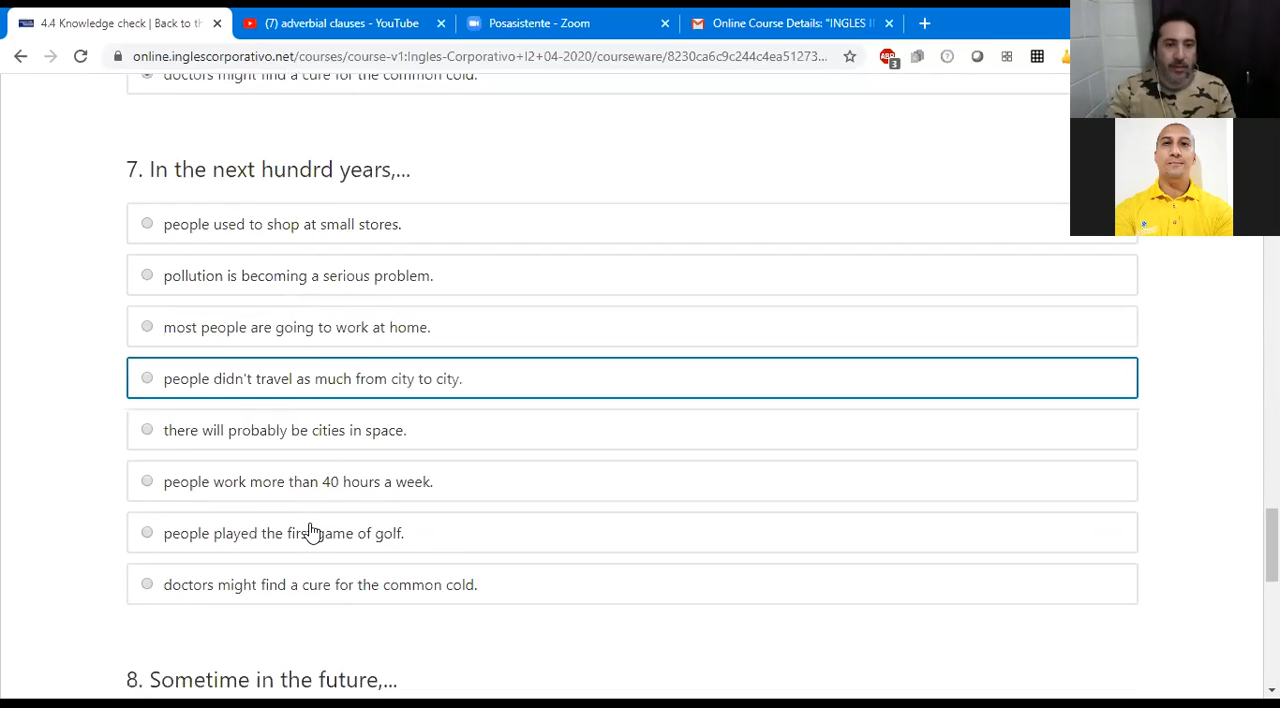 4.4 Knowledge check | Back to th
(7) adverbial clauses - YouTube
Posasistente - Zoom
Online Course Details: "INGLES I
online.inglescorporativo.net/courses/course-v1:Ingles-Corporativo+I2+04-2020/courseware/8230ca6c9c244c4ea51273...
3
doctors might find a cure for the common cold.
7. In the next hundrd years,...
people used to shop at small stores.
pollution is becoming a serious problem.
most people are going to work at home.
people didn't travel as much from city to city.
there will probably be cities in space.
people work more than 40 hours a week.
people played the first game of golf.
doctors might find a cure for the common cold.
8. Sometime in the future,...